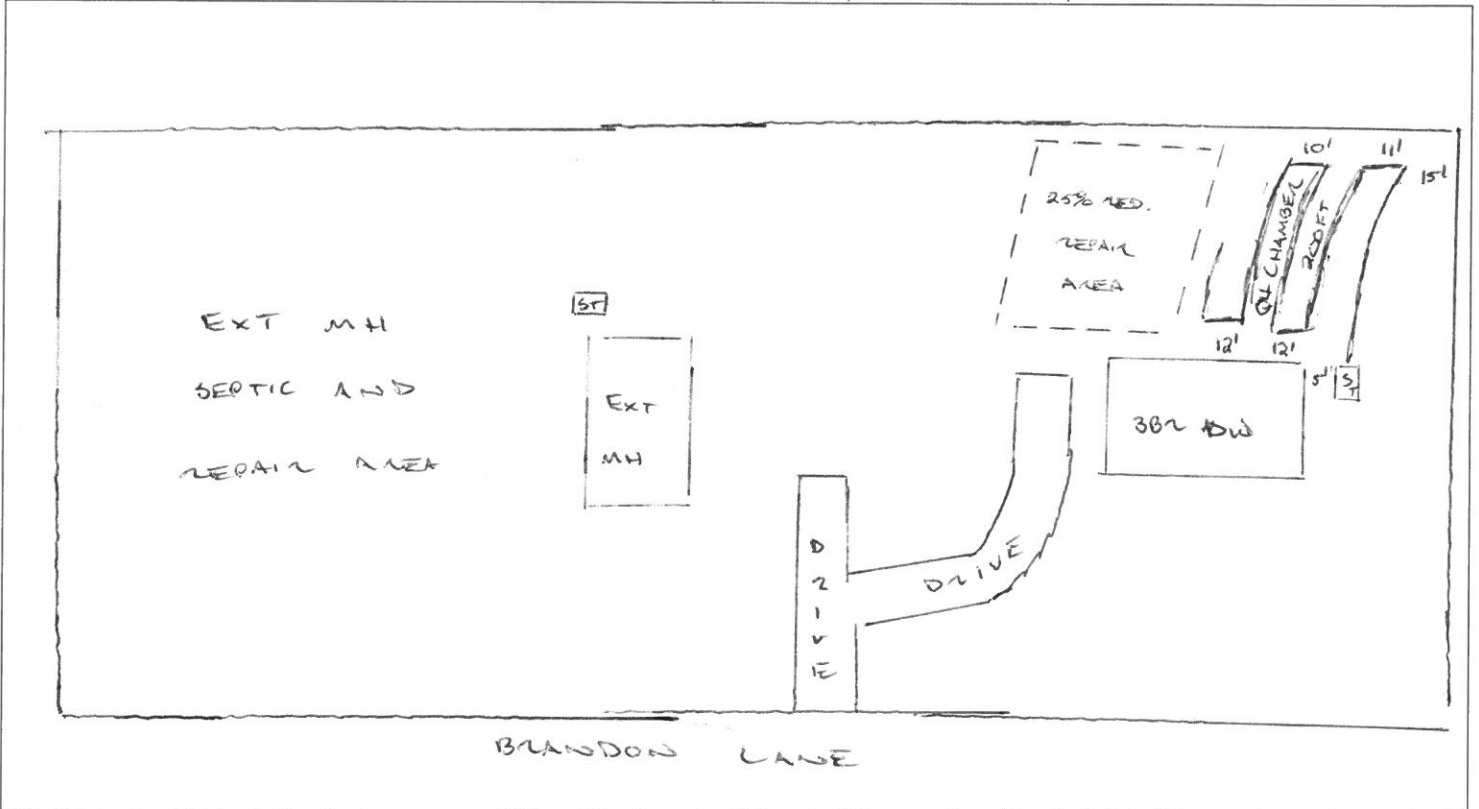 10'
11'
15'
25% RED.
REPAIR
AREA
Q4 CHAMBER
200FT
ST
EXT MH
SEPTIC AND
REPAIR AREA
EXT
MH
12'
12'
5'
ST
3BR DW
DRIVE
DRIVE
BRANDON LANE